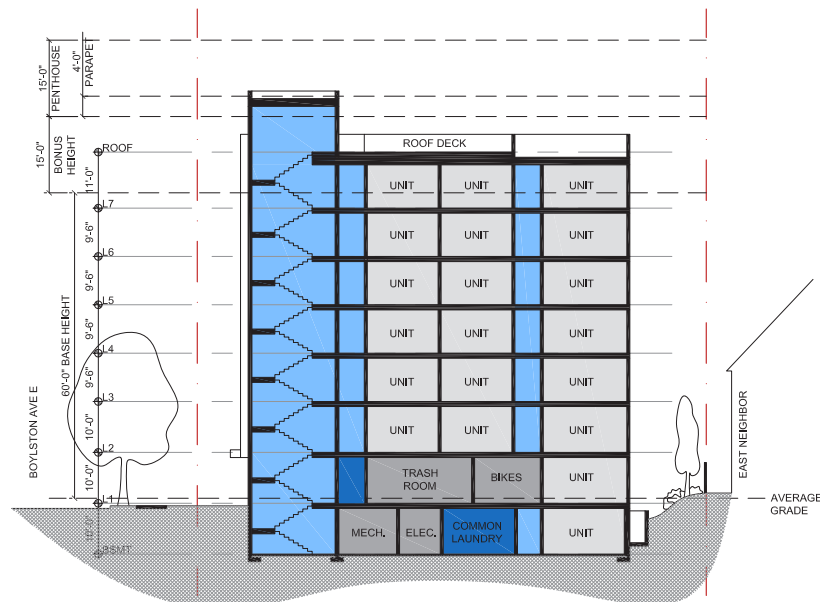 15'-0"
PENTHOUSE
4'-0"
PARAPET
15'-0"
BONUS
HEIGHT
ROOF
11'-0"
L7
9'-6"
L6
9'-6"
L5
9'-6"
L4
9'-6"
L3
10'-0"
L2
10'-0"
L1
10'-0"
BSMT
60'-0" BASE HEIGHT
BOYLSTON AVE E
ROOF DECK
UNIT UNIT UNIT
UNIT UNIT UNIT
UNIT UNIT UNIT
UNIT UNIT UNIT
UNIT UNIT UNIT
UNIT UNIT UNIT
TRASH
ROOM
BIKES
UNIT
MECH.
ELEC.
COMMON
LAUNDRY
UNIT
EAST NEIGHBOR
AVERAGE
GRADE